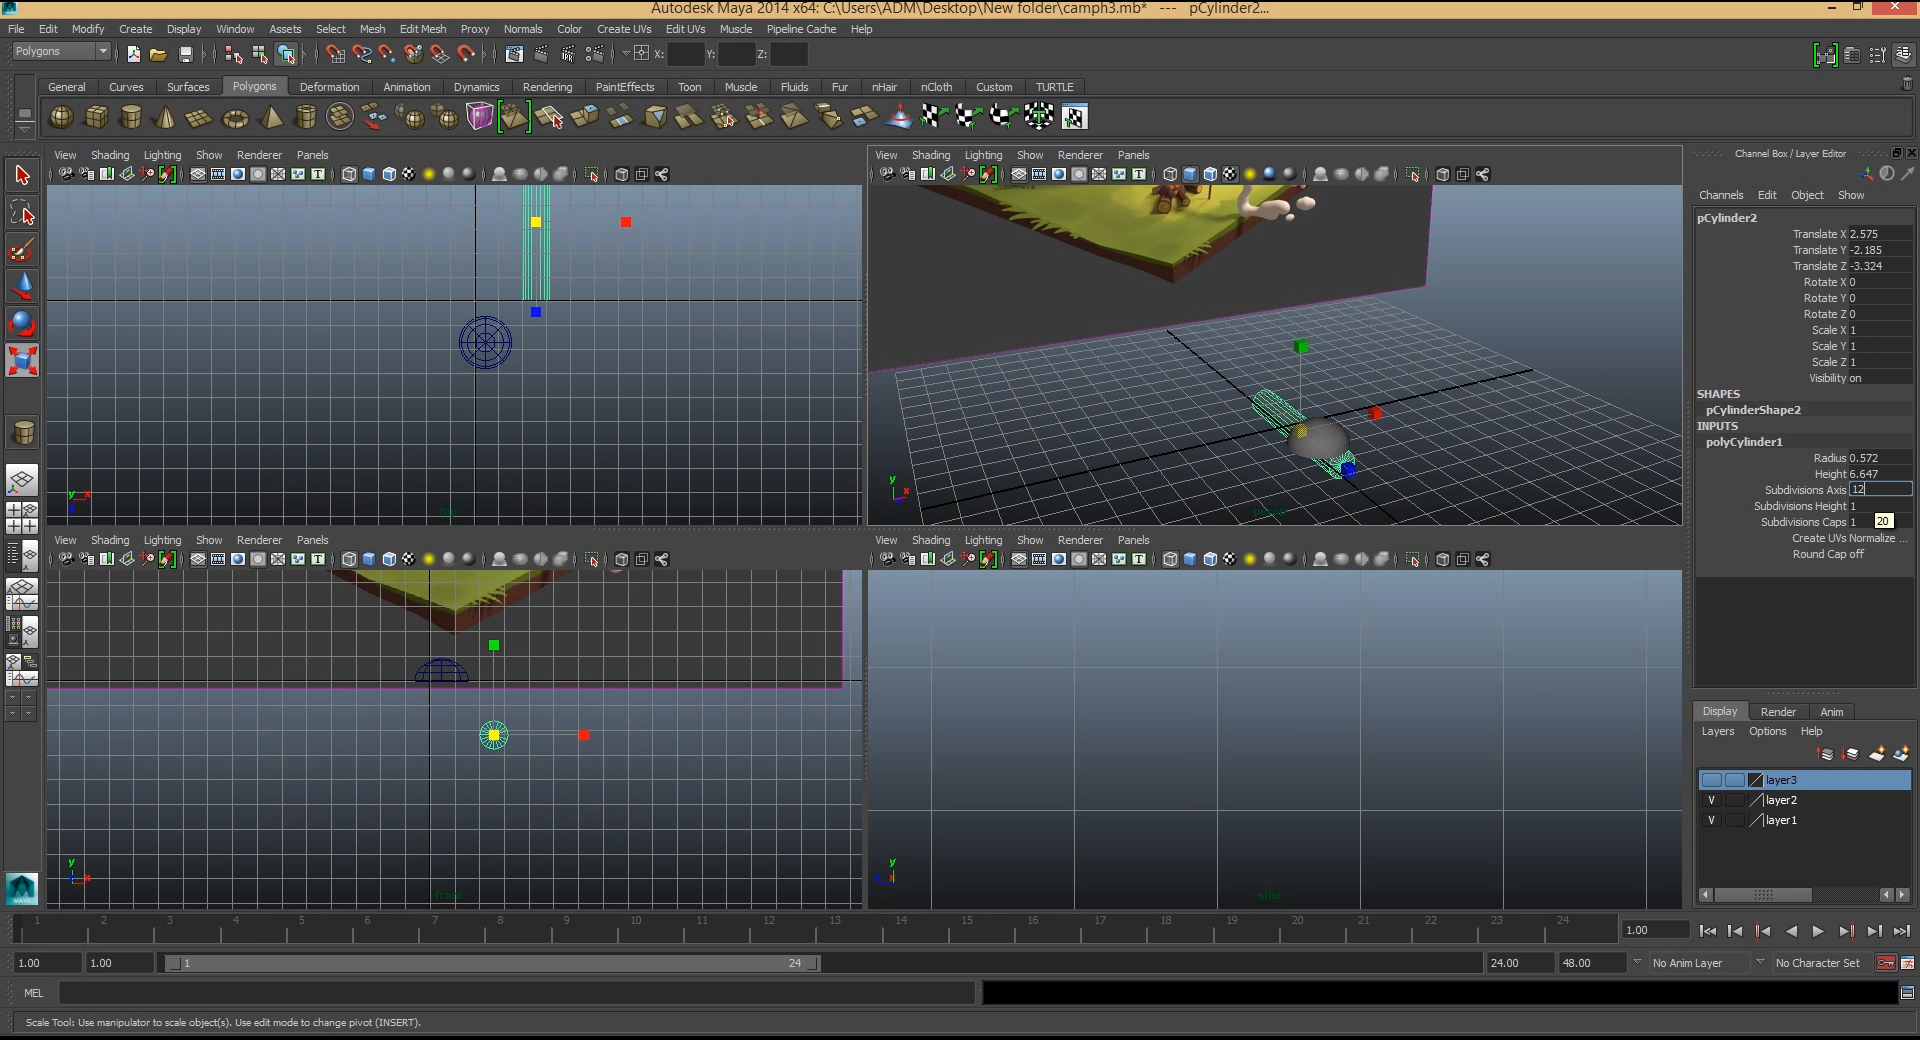 Autodesk Maya 2014 x64: C:\Users\ADM\Desktop\New folder\camph3.mb* --- pCylinder2...
File Edit Modify Create Display Window Assets Select Mesh Edit Mesh Proxy Normals Color Create UVs Edit UVs Muscle Pipeline Cache Help
Polygons X: Y: Z:
General Curves Surfaces Polygons Deformation Animation Dynamics Rendering PaintEffects Toon Muscle Fluids Fur nHair nCloth Custom TURTLE
View Shading Lighting Show Renderer Panels
View Shading Lighting Show Renderer Panels
Channel Box / Layer Editor
Channels Edit Object Show
pCylinder2
Translate X 2.575
Translate Y -2.185
Translate Z -3.324
Rotate X 0
Rotate Y 0
Rotate Z 0
Scale X 1
Scale Y 1
Scale Z 1
Visibility on
SHAPES
pCylinderShape2
INPUTS
polyCylinder1
Radius 0.572
Height 6.647
Subdivisions Axis 12
Subdivisions Height 1
Subdivisions Caps 1 20
Create UVs Normalize ...
Round Cap off
y x
y x
top
persp
View Shading Lighting Show Renderer Panels
View Shading Lighting Show Renderer Panels
y
y
front
side
Display Render Anim
Layers Options Help
layer3
V layer2
V layer1
1 2 3 4 5 6 7 8 9 10 11 12 13 14 15 16 17 18 19 20 21 22 23 24 1.00
1.00 1.00 1 24 24.00 48.00 No Anim Layer No Character Set
MEL
Scale Tool: Use manipulator to scale object(s). Use edit mode to change pivot (INSERT).